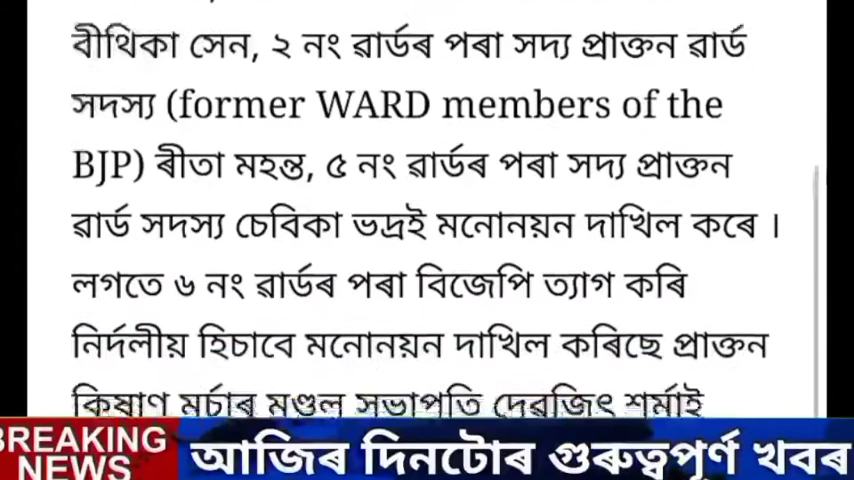 বীথিকা সেন, ২ নং ৱাৰ্ডৰ পৰা সদ্য প্ৰাক্তন ৱাৰ্ড
সদস্য (former WARD members of the
BJP) ৰীতা মহন্ত, ৫ নং ৱাৰ্ডৰ পৰা সদ্য প্ৰাক্তন
ৱাৰ্ড সদস্য চেবিকা ভদ্ৰই মনোনয়ন দাখিল কৰে ।
লগতে ৬ নং ৱাৰ্ডৰ পৰা বিজেপি ত্যাগ কৰি
নিৰ্দলীয় হিচাবে মনোনয়ন দাখিল কৰিছে প্ৰাক্তন
কিষাণ মৰ্চাৰ মণ্ডল সভাপতি দেৱজিৎ শৰ্মাই
BREAKING
NEWS
আজিৰ দিনটোৰ গুৰুত্বপূৰ্ণ খবৰ